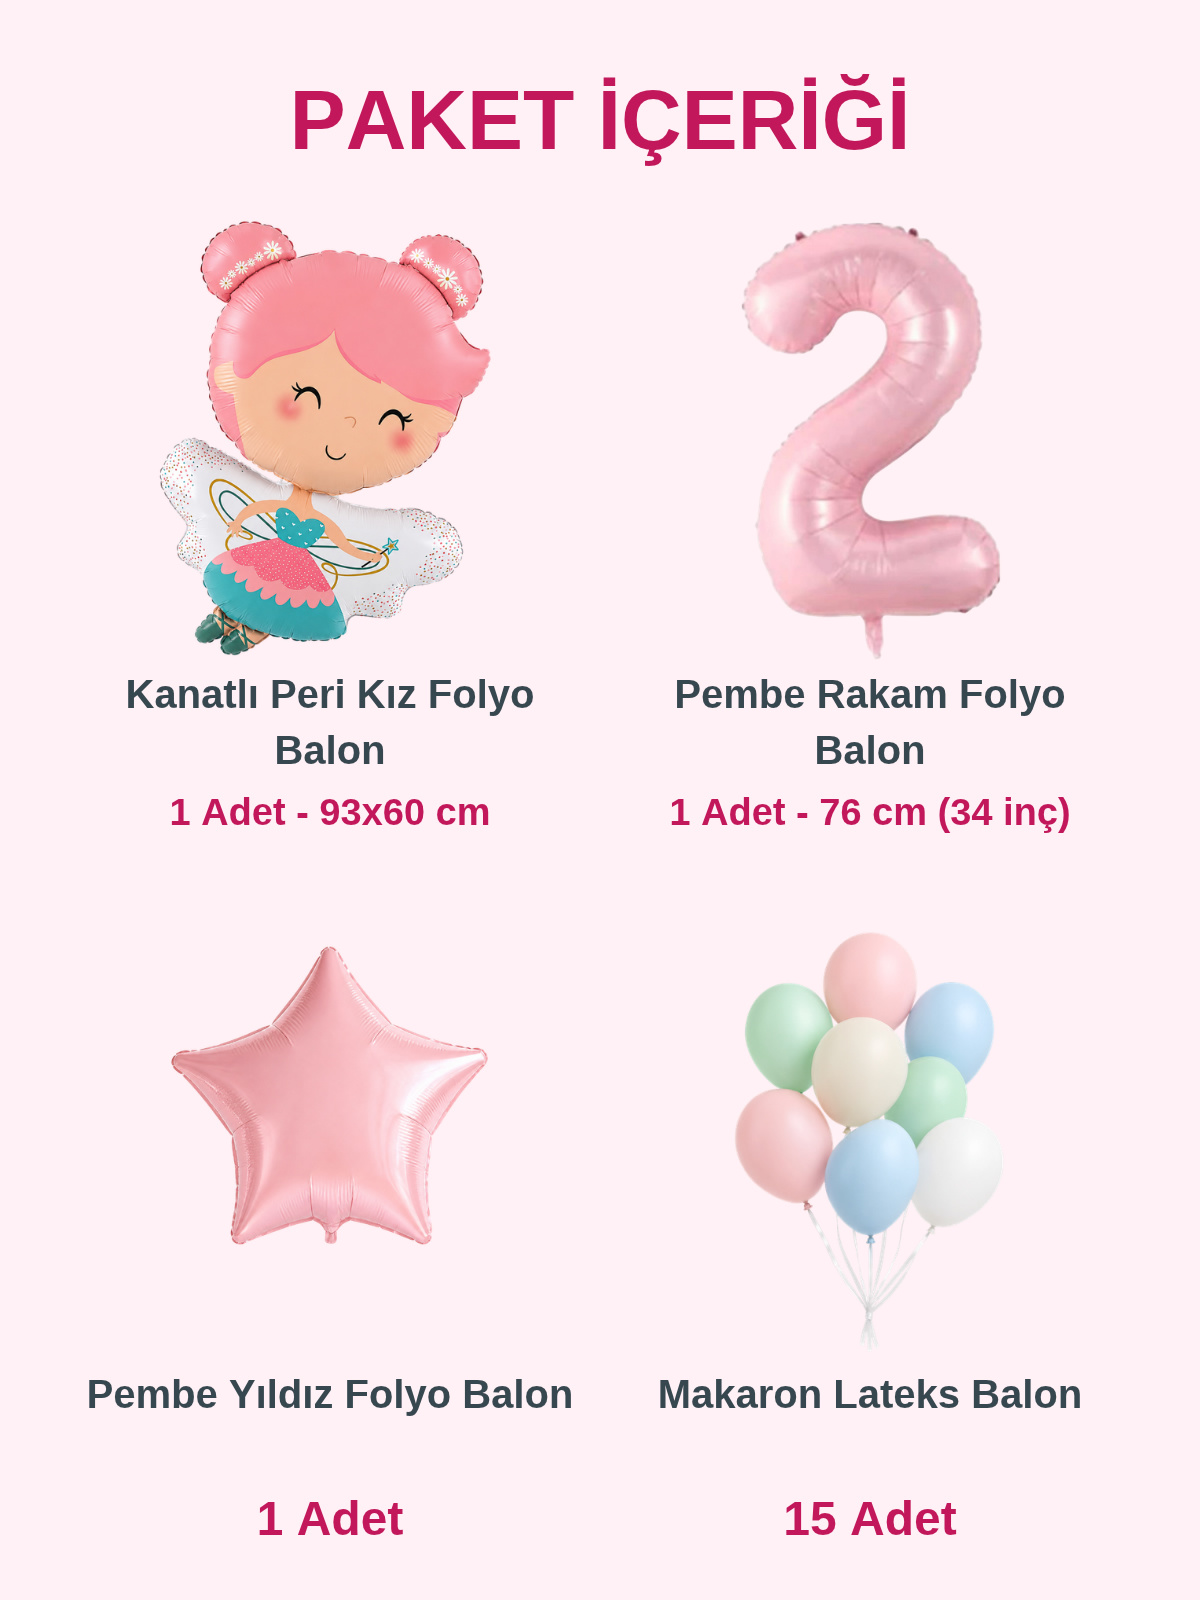 PAKET İÇERİĞİ
Kanatlı Peri Kız Folyo
Balon
1 Adet - 93x60 cm
Pembe Rakam Folyo
Balon
1 Adet - 76 cm (34 inç)
Pembe Yıldız Folyo Balon
1 Adet
Makaron Lateks Balon
15 Adet